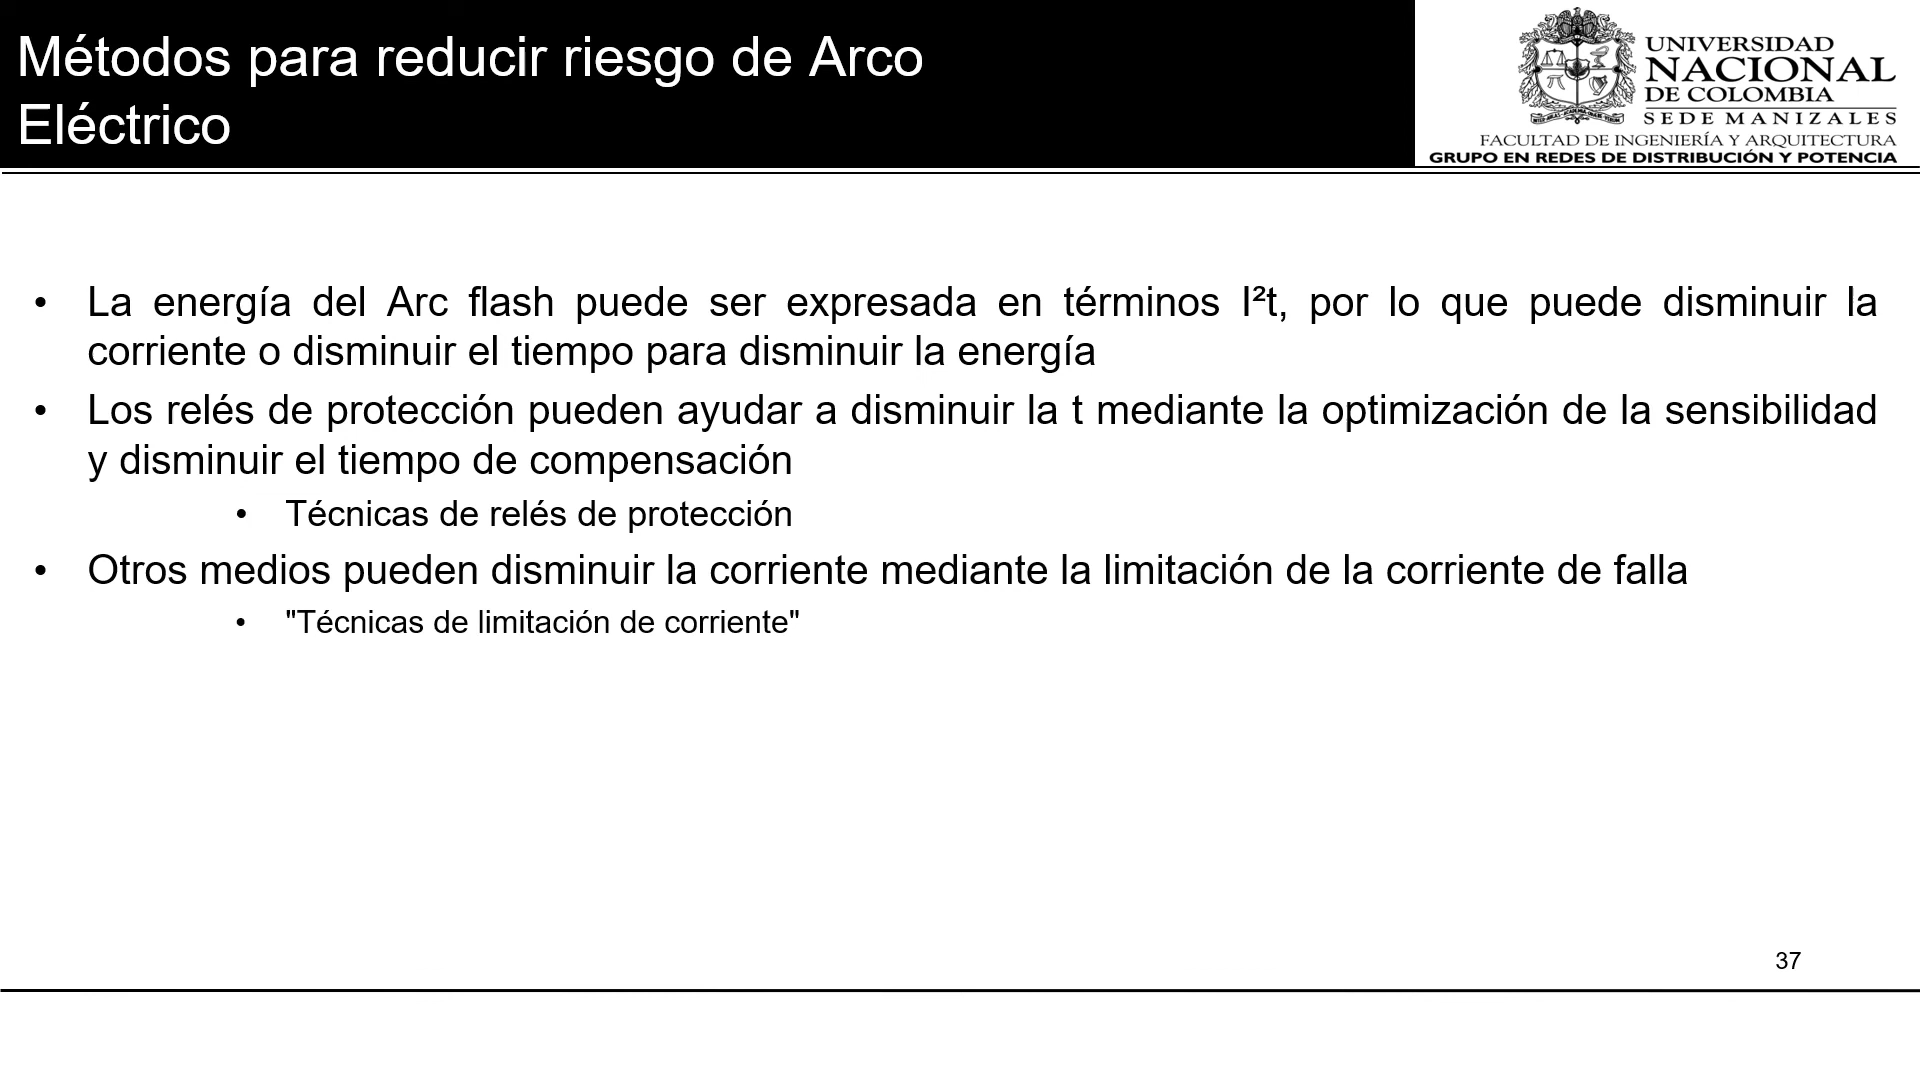 Métodos para reducir riesgo de Arco
Eléctrico
UNIVERSIDAD
NACIONAL
DE COLOMBIA
SEDE MANIZALES
FACULTAD DE INGENIERÍA Y ARQUITECTURA
GRUPO EN REDES DE DISTRIBUCIÓN Y POTENCIA
• La energía del Arc flash puede ser expresada en términos I²t, por lo que puede disminuir la
corriente o disminuir el tiempo para disminuir la energía
• Los relés de protección pueden ayudar a disminuir la t mediante la optimización de la sensibilidad
y disminuir el tiempo de compensación
• Técnicas de relés de protección
• Otros medios pueden disminuir la corriente mediante la limitación de la corriente de falla
• "Técnicas de limitación de corriente"
37